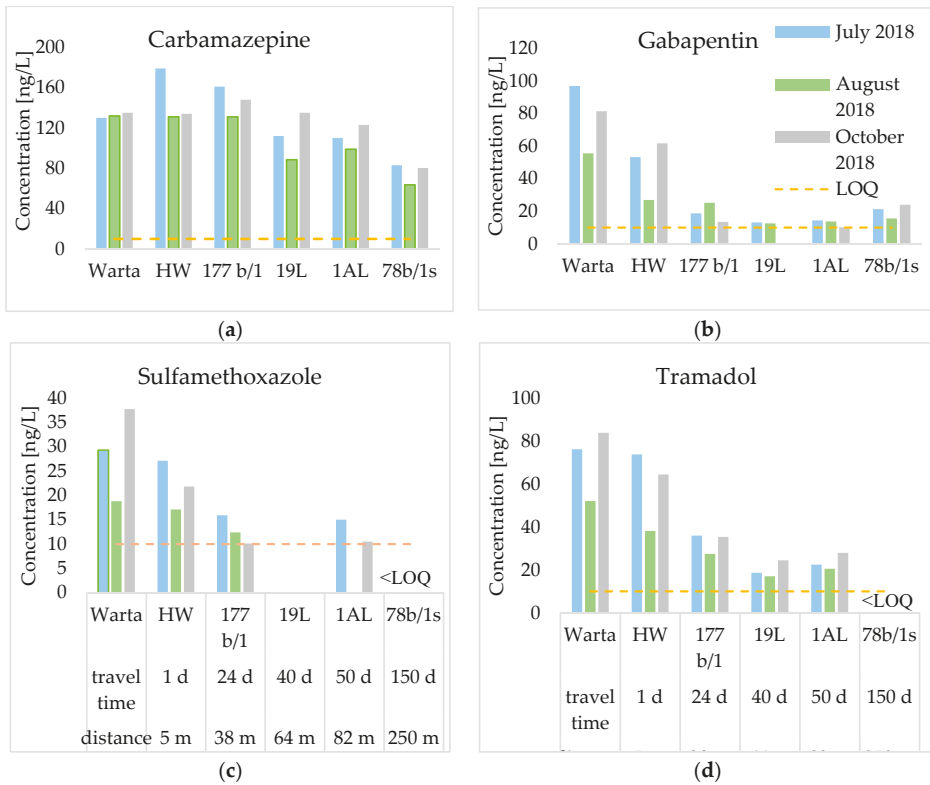 Carbamazepine
Concentration [ng/L]
200
160
120
80
40
0
Warta HW 177 b/1 19L 1AL 78b/1s
(a)
Gabapentin
Concentration [ng/L]
120
100
80
60
40
20
0
Warta HW 177 b/1 19L 1AL 78b/1s
July 2018
August
2018
October
2018
LOQ
(b)
Sulfamethoxazole
Concentration [ng/L]
40
35
30
25
20
15
10
5
0
<LOQ
Warta HW 177 19L 1AL 78b/1s
b/1
travel 1 d 24 d 40 d 50 d 150 d
time
distance 5 m 38 m 64 m 82 m 250 m
(c)
Tramadol
Concentration [ng/L]
100
80
60
40
20
0
<LOQ
Warta HW 177 19L 1AL 78b/1s
b/1
travel 1 d 24 d 40 d 50 d 150 d
time
(d)